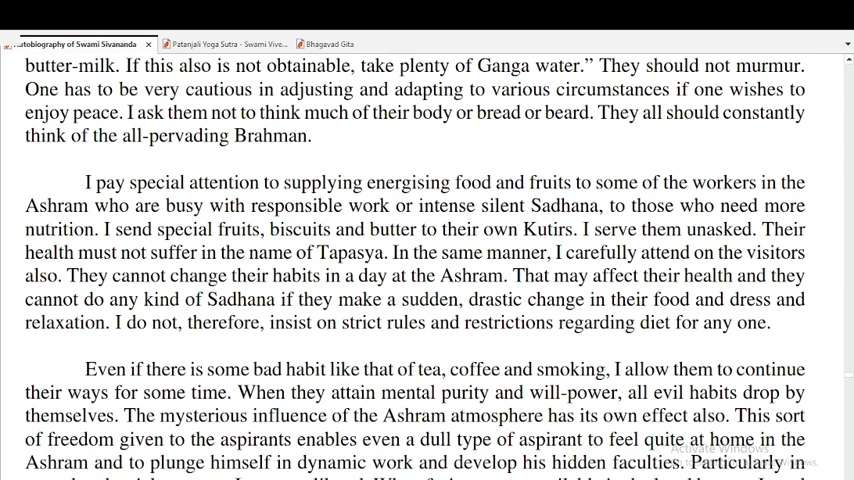 utobiography of Swami Sivananda × Patanjali Yoga Sutra - Swami Vive... Bhagavad Gita
butter-milk. If this also is not obtainable, take plenty of Ganga water.” They should not murmur.
One has to be very cautious in adjusting and adapting to various circumstances if one wishes to
enjoy peace. I ask them not to think much of their body or bread or beard. They all should constantly
think of the all-pervading Brahman.
I pay special attention to supplying energising food and fruits to some of the workers in the
Ashram who are busy with responsible work or intense silent Sadhana, to those who need more
nutrition. I send special fruits, biscuits and butter to their own Kutirs. I serve them unasked. Their
health must not suffer in the name of Tapasya. In the same manner, I carefully attend on the visitors
also. They cannot change their habits in a day at the Ashram. That may affect their health and they
cannot do any kind of Sadhana if they make a sudden, drastic change in their food and dress and
relaxation. I do not, therefore, insist on strict rules and restrictions regarding diet for any one.
Even if there is some bad habit like that of tea, coffee and smoking, I allow them to continue
their ways for some time. When they attain mental purity and will-power, all evil habits drop by
themselves. The mysterious influence of the Ashram atmosphere has its own effect also. This sort
of freedom given to the aspirants enables even a dull type of aspirant to feel quite at home in the
Activate Windows
Ashram and to plunge himself in dynamic work and develop his hidden faculties. Particularly in